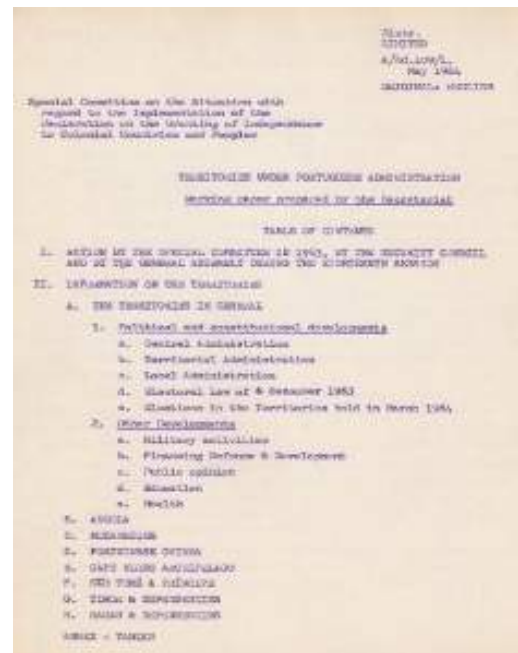 Distr.
LIMITED
A/AC.109/L.
May 1964
ORIGINAL: ENGLISH
Special Committee on the Situation with
regard to the Implementation of the
Declaration on the Granting of Independence
to Colonial Countries and Peoples
TERRITORIES UNDER PORTUGUESE ADMINISTRATION
Working paper prepared by the Secretariat
TABLE OF CONTENTS
I. ACTION BY THE SPECIAL COMMITTEE IN 1963, BY THE SECURITY COUNCIL
AND BY THE GENERAL ASSEMBLY DURING THE EIGHTEENTH SESSION
II. INFORMATION ON THE TERRITORIES
A. THE TERRITORIES IN GENERAL
1. Political and constitutional developments
a. Central Administration
b. Territorial Administration
c. Local Administration
d. Electoral Law of 6 December 1963
e. Elections in the Territories held in March 1964
2. Other Developments
a. Military activities
b. Financing Defense & Development
c. Public opinion
d. Education
e. Health
B. ANGOLA
C. MOZAMBIQUE
D. PORTUGUESE GUINEA
E. CAPE VERDE ARCHIPELAGO
F. SAO TOMÉ & PRINCIPE
G. TIMOR & DEPENDENCIES
H. MACAU & DEPENDENCIES
ANNEX - TABLES